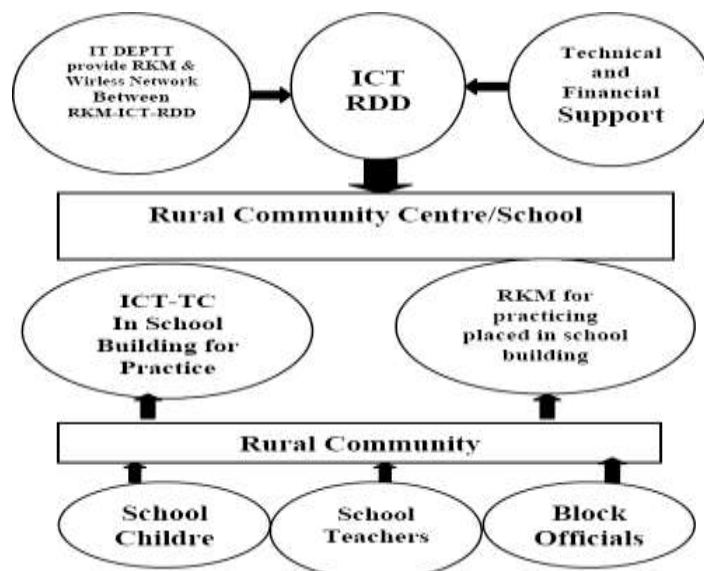 IT DEPTT
provide RKM &
Wirless Network
Between
RKM-ICT-RDD
ICT
RDD
Technical
and
Financial
Support
Rural Community Centre/School
ICT-TC
In School
Building for
Practice
RKM for
practicing
placed in school
building
Rural Community
School
Childre
School
Teachers
Block
Officials